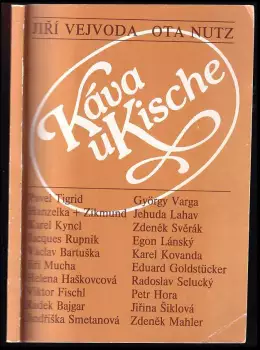 JIŘÍ VEJVODA OTA NUTZ
Káva
u Kische
Pavel Tigrid
Hanzelka + Zikmund
Karel Kyncl
Jacques Rupnik
Václav Bartuška
Jiří Mucha
Helena Haškovcová
Viktor Fischl
Radek Bajgar
Jindřiška Smetanová
György Varga
Jehuda Lahav
Zdeněk Svěrák
Egon Lánský
Karel Kovanda
Eduard Goldstücker
Radoslav Selucký
Petr Hora
Jiřina Šiklová
Zdeněk Mahler